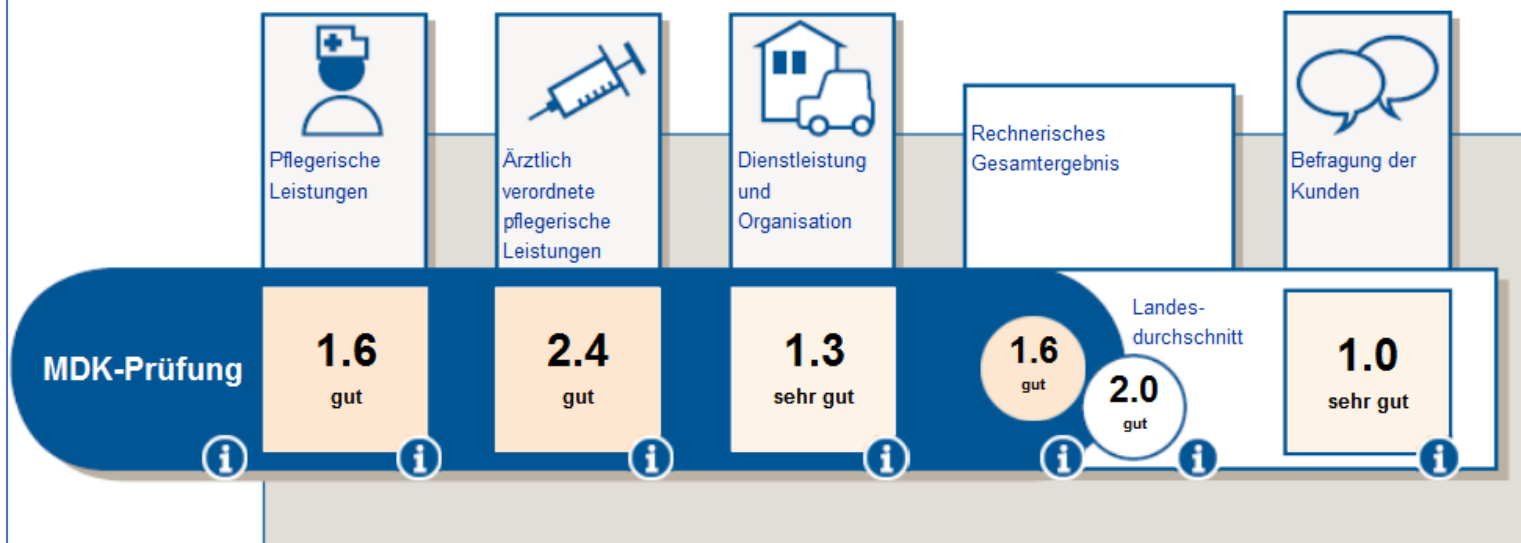 Pflegerische
Leistungen
Ärztlich
verordnete
pflegerische
Leistungen
Dienstleistung
und
Organisation
Rechnerisches
Gesamtergebnis
Befragung der
Kunden
MDK-Prüfung
1.6
gut
2.4
gut
1.3
sehr gut
1.6
gut
Landes-
durchschnitt
2.0
gut
1.0
sehr gut
i
i
i
i
i
i
i